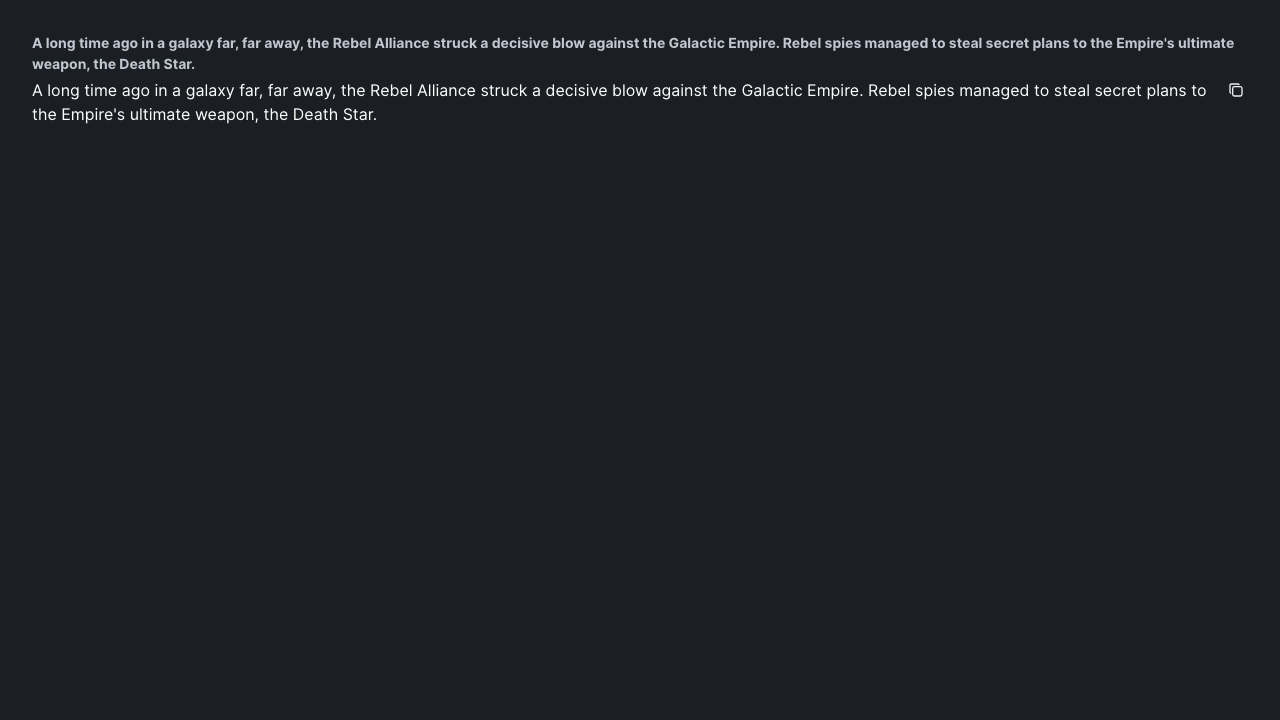 A long time ago in a galaxy far, far away, the Rebel Alliance struck a decisive blow against the Galactic Empire. Rebel spies managed to steal secret plans to the Empire's ultimate
weapon, the Death Star.
A long time ago in a galaxy far, far away, the Rebel Alliance struck a decisive blow against the Galactic Empire. Rebel spies managed to steal secret plans to
the Empire's ultimate weapon, the Death Star.